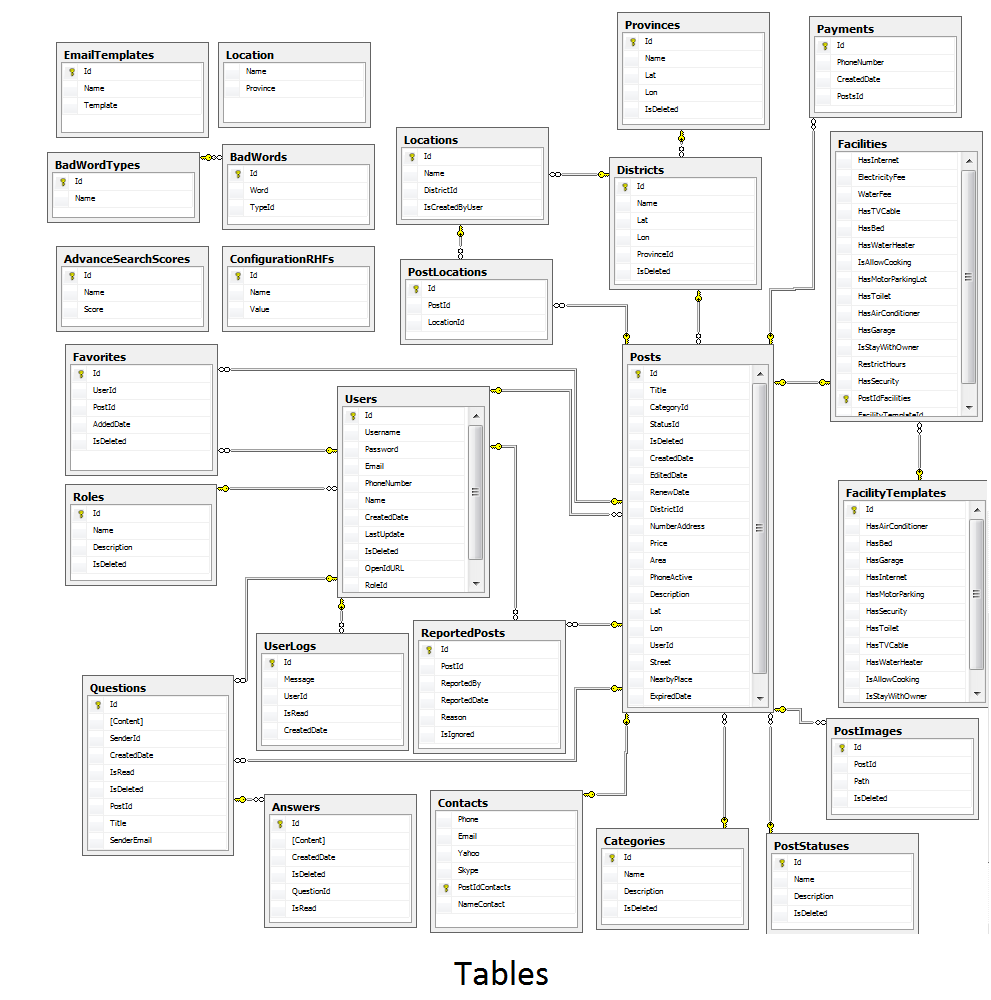 EmailTemplates
Id
Name
Template
Location
Name
Province
Provinces
Id
Name
Lat
Lon
IsDeleted
Payments
Id
PhoneNumber
CreatedDate
PostsId
BadWordTypes
Id
Name
BadWords
Id
Word
TypeId
Locations
Id
Name
DistrictId
IsCreatedByUser
Districts
Id
Name
Lat
Lon
ProvinceId
IsDeleted
Facilities
HasInternet
ElectricityFee
WaterFee
HasTVCable
HasBed
HasWaterHeater
IsAllowCooking
HasMotorParkingLot
HasToilet
HasAirConditioner
HasGarage
IsStayWithOwner
RestrictHours
HasSecurity
PostIdFacilities
FacilityTemplateId
AdvanceSearchScores
Id
Name
Score
ConfigurationRHFs
Id
Name
Value
PostLocations
Id
PostId
LocationId
Favorites
Id
UserId
PostId
AddedDate
IsDeleted
Users
Id
Username
Password
Email
PhoneNumber
Name
CreatedDate
LastUpdate
IsDeleted
OpenIdURL
RoleId
Posts
Id
Title
CategoryId
StatusId
IsDeleted
CreatedDate
EditedDate
RenewDate
DistrictId
NumberAddress
Price
Area
PhoneActive
Description
Lat
Lon
UserId
Street
NearbyPlace
ExpiredDate
Roles
Id
Name
Description
IsDeleted
FacilityTemplates
Id
HasAirConditioner
HasBed
HasGarage
HasInternet
HasMotorParking
HasSecurity
HasToilet
HasTVCable
HasWaterHeater
IsAllowCooking
IsStayWithOwner
UserLogs
Id
Message
UserId
IsRead
CreatedDate
ReportedPosts
Id
PostId
ReportedBy
ReportedDate
Reason
IsIgnored
Questions
Id
[Content]
SenderId
CreatedDate
IsRead
IsDeleted
PostId
Title
SenderEmail
PostImages
Id
PostId
Path
IsDeleted
Answers
Id
[Content]
CreatedDate
IsDeleted
QuestionId
IsRead
Contacts
Phone
Email
Yahoo
Skype
PostIdContacts
NameContact
Categories
Id
Name
Description
IsDeleted
PostStatuses
Id
Name
Description
IsDeleted
Tables